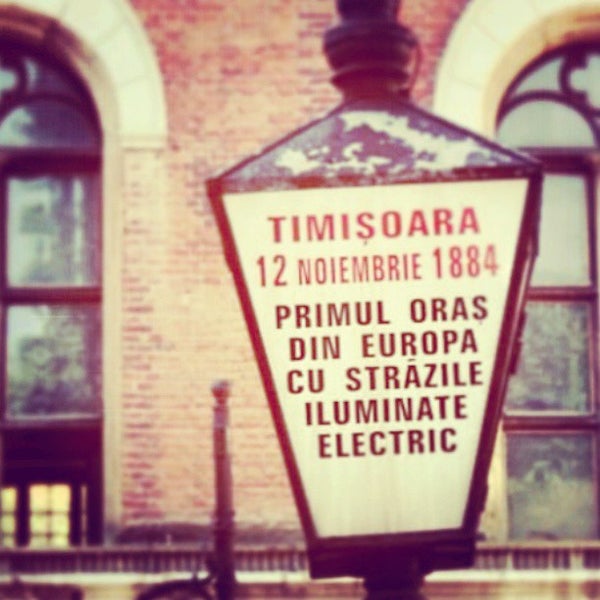 TIMIȘOARA
12 NOIEMBRIE 1884
PRIMUL ORAȘ
DIN EUROPA
CU STRĂZILE
ILUMINATE
ELECTRIC